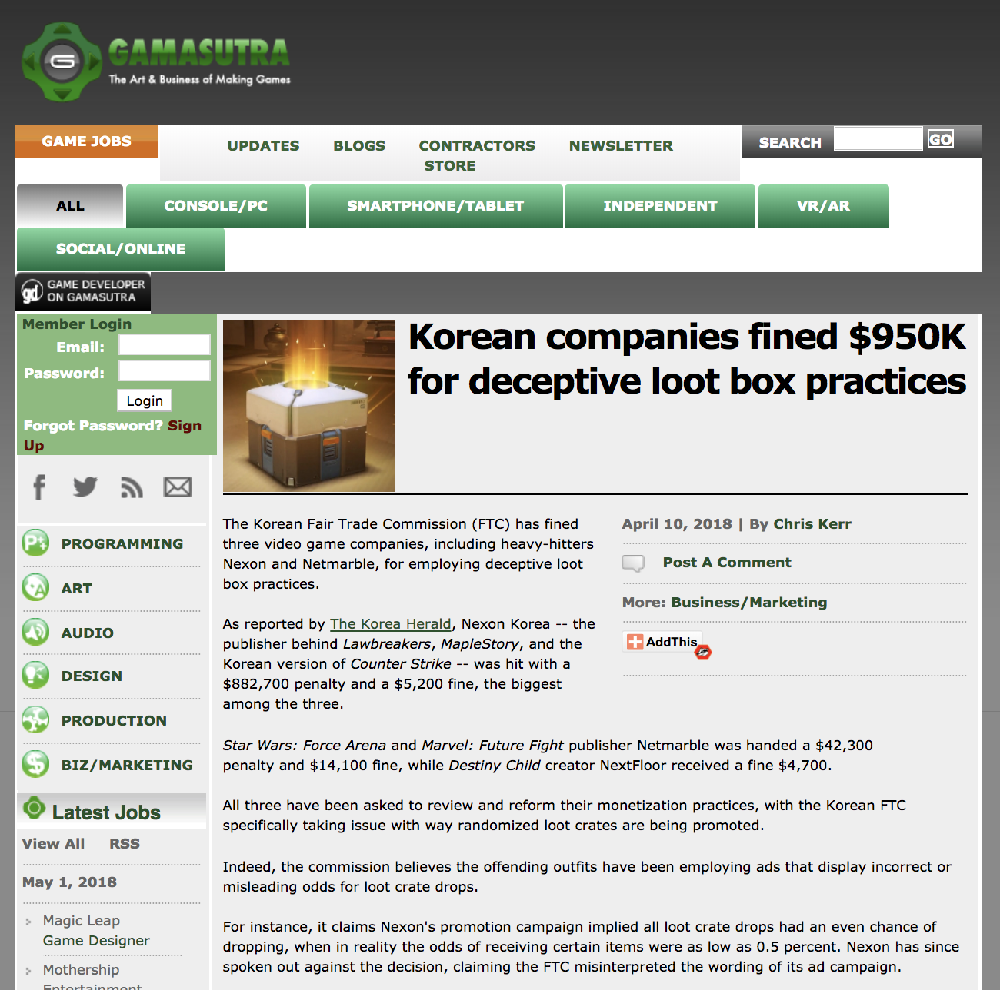 GAMASUTRA
The Art & Business of Making Games
GAME JOBS
UPDATES BLOGS CONTRACTORS NEWSLETTER
STORE
SEARCH GO
ALL CONSOLE/PC SMARTPHONE/TABLET INDEPENDENT VR/AR
SOCIAL/ONLINE
gd GAME DEVELOPER
ON GAMASUTRA
Member Login
Email:
Password:
Login
Forgot Password? Sign
Up
PROGRAMMING
ART
AUDIO
DESIGN
PRODUCTION
BIZ/MARKETING
Latest Jobs
View All RSS
May 1, 2018
Magic Leap
Game Designer
Mothership
Entertainment
Korean companies fined $950K
for deceptive loot box practices
The Korean Fair Trade Commission (FTC) has fined
three video game companies, including heavy-hitters
Nexon and Netmarble, for employing deceptive loot
box practices.
As reported by The Korea Herald, Nexon Korea -- the
publisher behind Lawbreakers, MapleStory, and the
Korean version of Counter Strike -- was hit with a
$882,700 penalty and a $5,200 fine, the biggest
among the three.
April 10, 2018 | By Chris Kerr
Post A Comment
More: Business/Marketing
AddThis
Star Wars: Force Arena and Marvel: Future Fight publisher Netmarble was handed a $42,300
penalty and $14,100 fine, while Destiny Child creator NextFloor received a fine $4,700.
All three have been asked to review and reform their monetization practices, with the Korean FTC
specifically taking issue with way randomized loot crates are being promoted.
Indeed, the commission believes the offending outfits have been employing ads that display incorrect or
misleading odds for loot crate drops.
For instance, it claims Nexon's promotion campaign implied all loot crate drops had an even chance of
dropping, when in reality the odds of receiving certain items were as low as 0.5 percent. Nexon has since
spoken out against the decision, claiming the FTC misinterpreted the wording of its ad campaign.